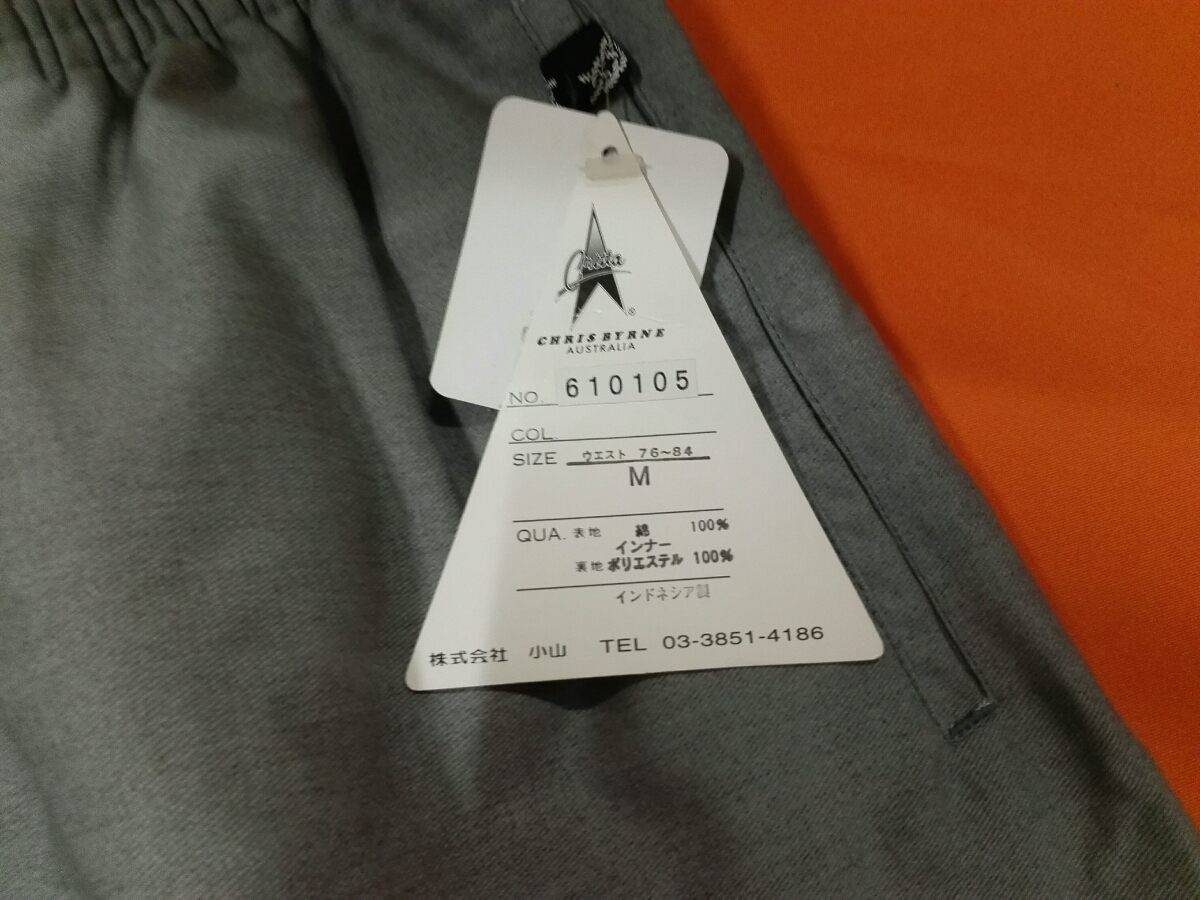 CHRIS BYRNE
AUSTRALIA
NO. 610105
COL.
SIZE ウエスト 76~84
M
QUA. 表地 綿 100%
インナー
裏地 ポリエステル 100%
インドネシア製
株式会社 小山 TEL 03-3851-4186